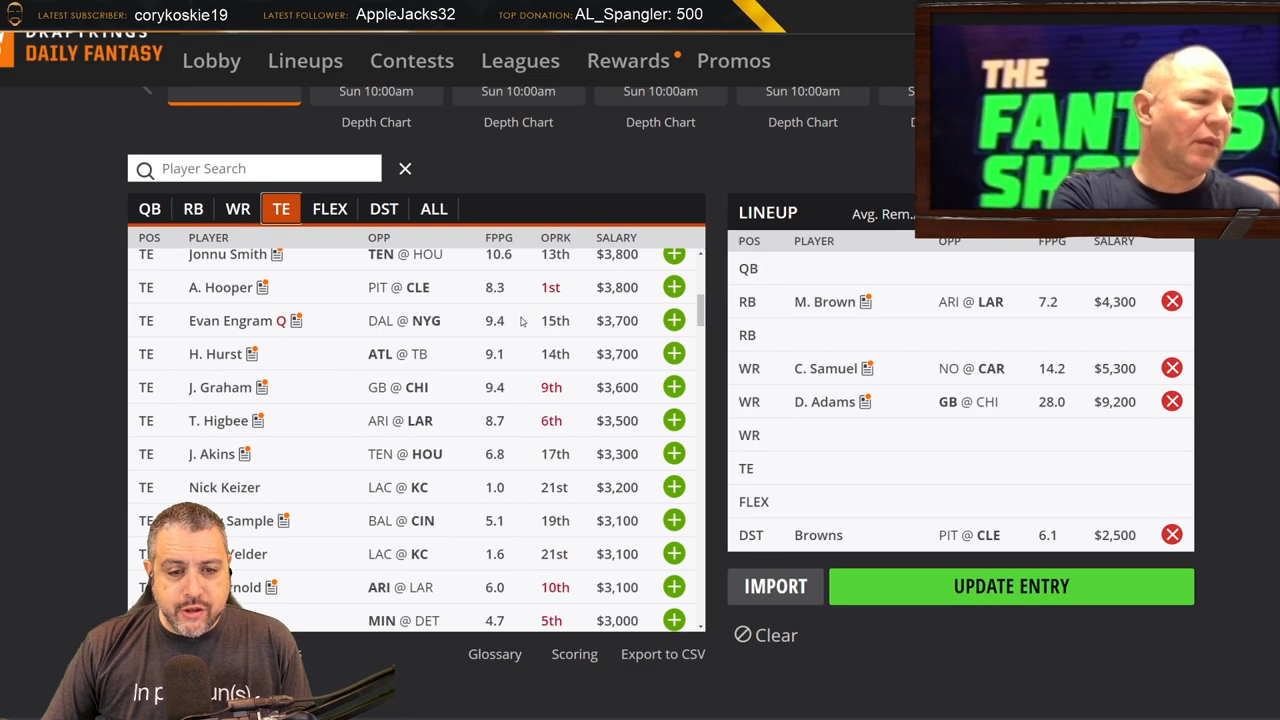 LATEST SUBSCRIBER: corykoskie19 LATEST FOLLOWER: AppleJacks32 TOP DONATION: AL_Spangler: 500
DRAFTKINGS
DAILY FANTASY Lobby Lineups Contests Leagues Rewards Promos
Sun 10:00am Sun 10:00am Sun 10:00am Sun 10:00am S
Depth Chart Depth Chart Depth Chart Depth Chart D
THE
FANTASY
Player Search
QB RB WR TE FLEX DST ALL
POS PLAYER OPP FPPG OPRK SALARY
TE Jonnu Smith TEN @ HOU 10.6 13th $3,800
TE A. Hooper PIT @ CLE 8.3 1st $3,800
TE Evan Engram Q DAL @ NYG 9.4 15th $3,700
TE H. Hurst ATL @ TB 9.1 14th $3,700
TE J. Graham GB @ CHI 9.4 9th $3,600
TE T. Higbee ARI @ LAR 8.7 6th $3,500
TE J. Akins TEN @ HOU 6.8 17th $3,300
TE Nick Keizer LAC @ KC 1.0 21st $3,200
TE Sample BAL @ CIN 5.1 19th $3,100
Yelder LAC @ KC 1.6 21st $3,100
nold ARI @ LAR 6.0 10th $3,100
MIN @ DET 4.7 5th $3,000
Glossary Scoring Export to CSV
LINEUP Avg. Rem.
POS PLAYER OPP FPPG SALARY
QB
RB M. Brown ARI @ LAR 7.2 $4,300
RB
WR C. Samuel NO @ CAR 14.2 $5,300
WR D. Adams GB @ CHI 28.0 $9,200
WR
TE
FLEX
DST Browns PIT @ CLE 6.1 $2,500
IMPORT UPDATE ENTRY
Clear